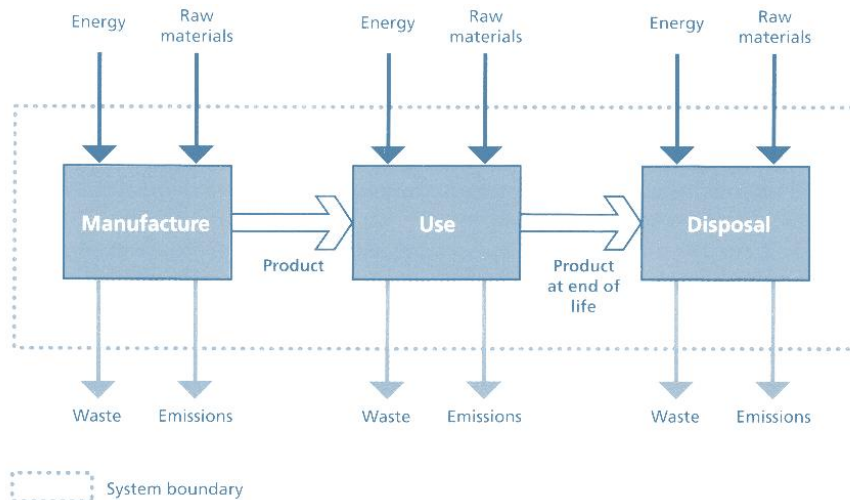 Energy
Raw
materials
Energy
Raw
materials
Energy
Raw
materials
Manufacture
Use
Disposal
Product
Product
at end of
life
Waste
Emissions
Waste
Emissions
Waste
Emissions
System boundary